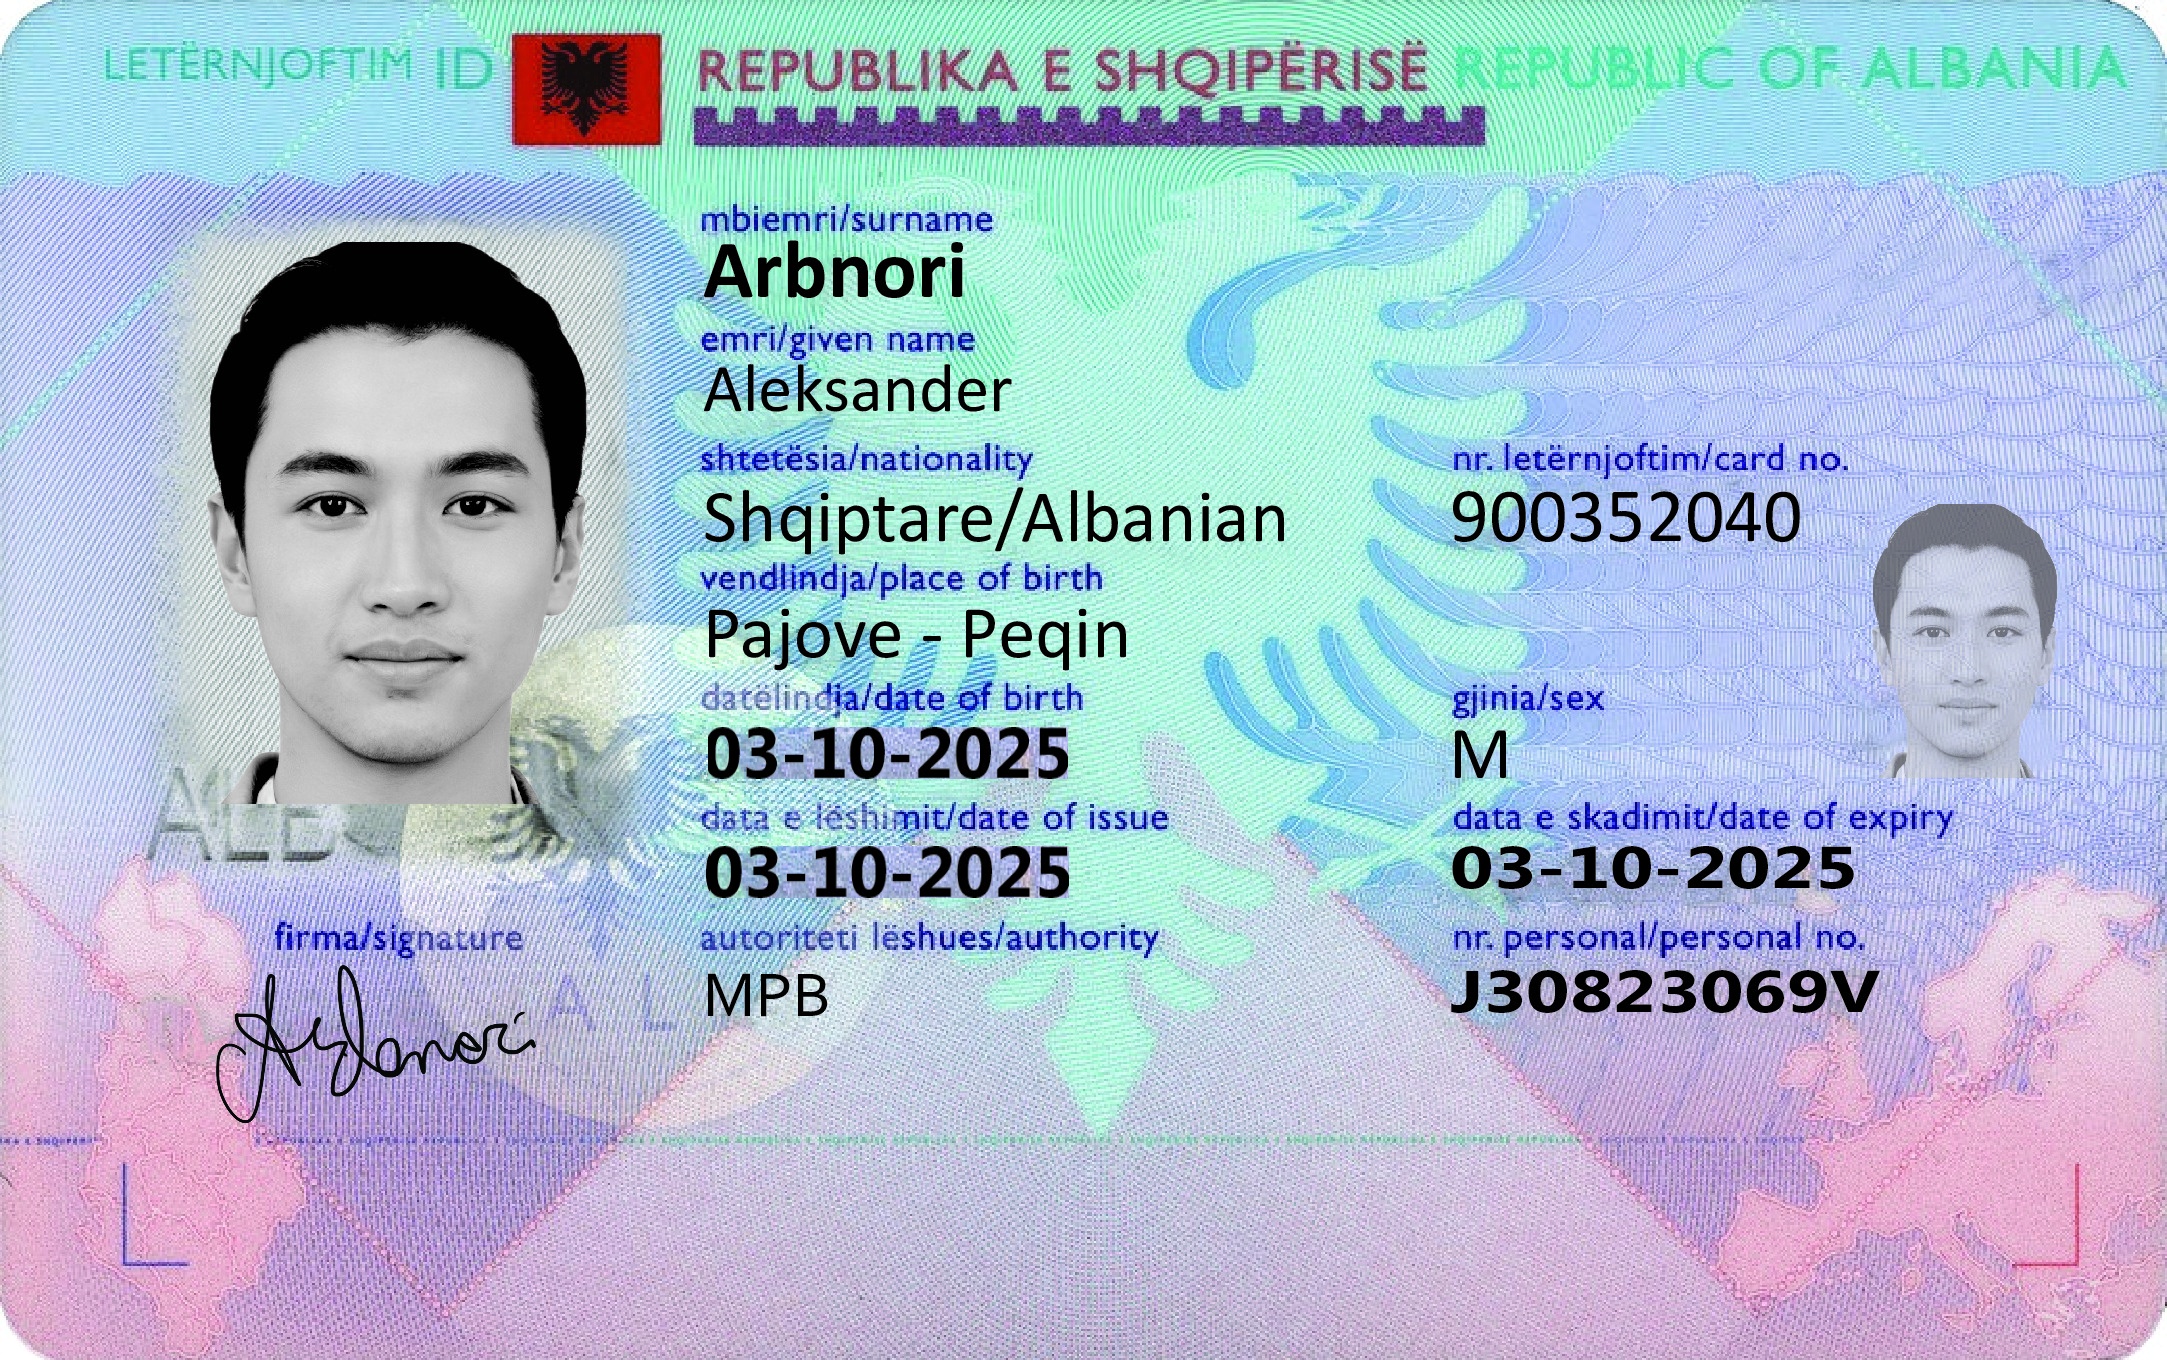 LETËRNJOFTIM ID REPUBLIKA E SHQIPËRISË REPUBLIC OF ALBANIA
mbiemri/surname
Arbnori
emri/given name
Aleksander
shtetësia/nationality
Shqiptare/Albanian
nr. letërnjoftim/card no.
900352040
vendlindja/place of birth
Pajove - Peqin
datëlindja/date of birth
03-10-2025
gjinia/sex
M
data e lëshimit/date of issue
03-10-2025
data e skadimit/date of expiry
03-10-2025
autoriteti lëshues/authority
MPB
nr. personal/personal no.
J30823069V
ALB
firma/signature
Arbnori
A L